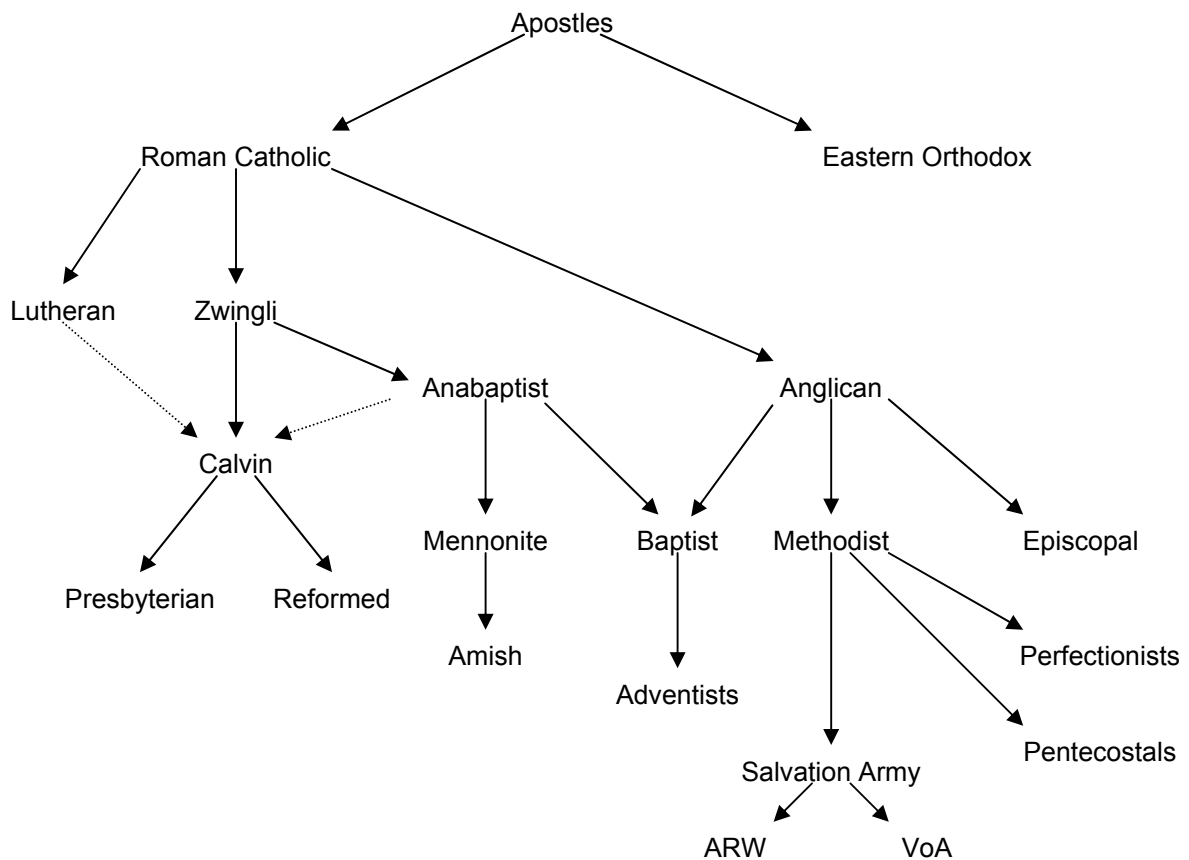 Apostles
Roman Catholic
Eastern Orthodox
Lutheran
Zwingli
Anabaptist
Anglican
Calvin
Mennonite
Baptist
Methodist
Episcopal
Presbyterian
Reformed
Amish
Perfectionists
Adventists
Pentecostals
Salvation Army
ARW
VoA